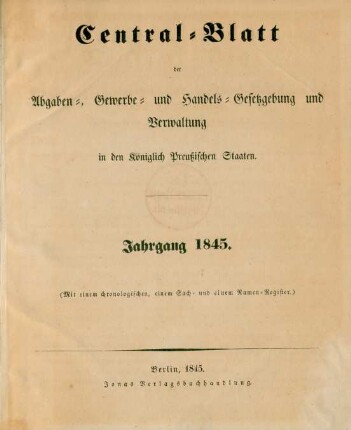 Central-Blatt
der
Abgaben-, Gewerbe- und Handels-Gesetzgebung und
Verwaltung
in den Königlich Preußischen Staaten.
Jahrgang 1845.
(Mit einem chronologischen, einem Sach- und einem Namen-Register.)
Berlin, 1845.
Jonas Verlagsbuchhandlung.